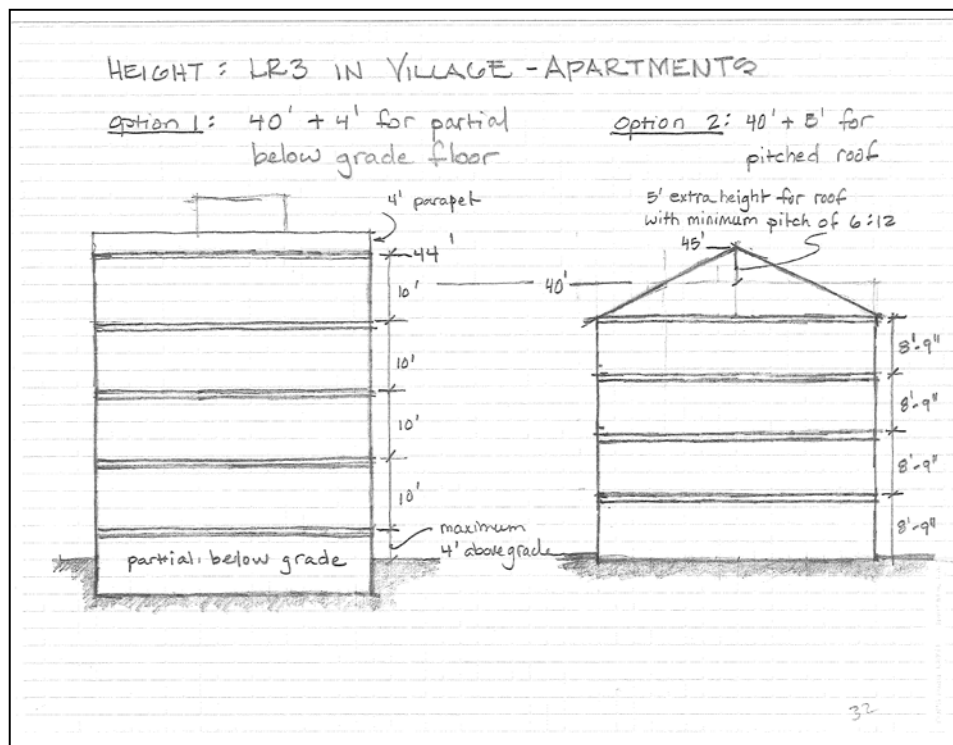 HEIGHT : LR3 IN VILLAGE - APARTMENTS
Option 1: 40' + 4' for partial
below grade floor
Option 2: 40' + 5' for
pitched roof
4' parapet
44'
10'
10'
10'
10'
maximum
4' above grade
partial. below grade
40'
5' extra height for roof
with minimum pitch of 6:12
45'
8'-9"
8'-9"
8'-9"
8'-9"
32